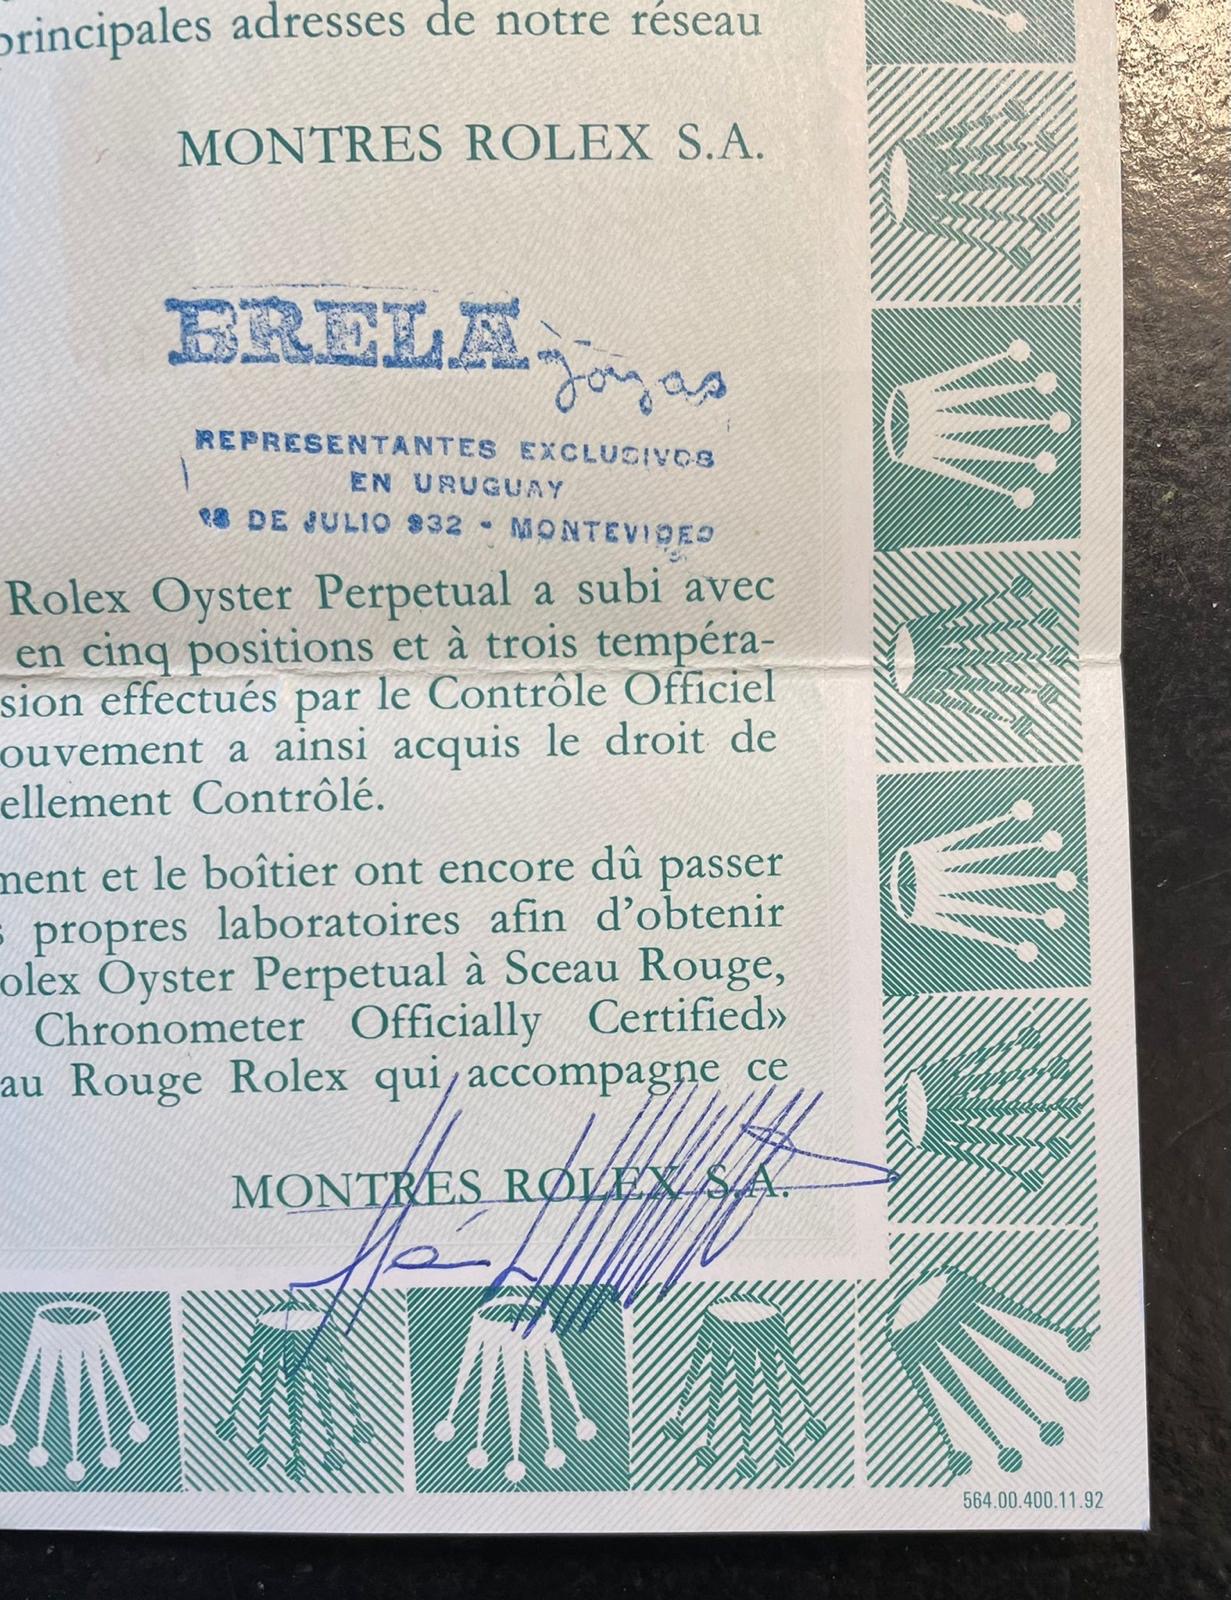 principales adresses de notre réseau
MONTRES ROLEX S.A.
BRELA joyas
REPRESENTANTES EXCLUSIVOS
EN URUGUAY
18 DE JULIO 932 - MONTEVIDEO
Rolex Oyster Perpetual a subi avec
en cinq positions et à trois tempéra-
sion effectués par le Contrôle Officiel
ouvement a ainsi acquis le droit de
ellement Contrôlé.
ment et le boîtier ont encore dû passer
s propres laboratoires afin d'obtenir
olex Oyster Perpetual à Sceau Rouge,
Chronometer Officially Certified»
au Rouge Rolex qui accompagne ce
MONTRES ROLEX S.A.
564.00.400.11.92